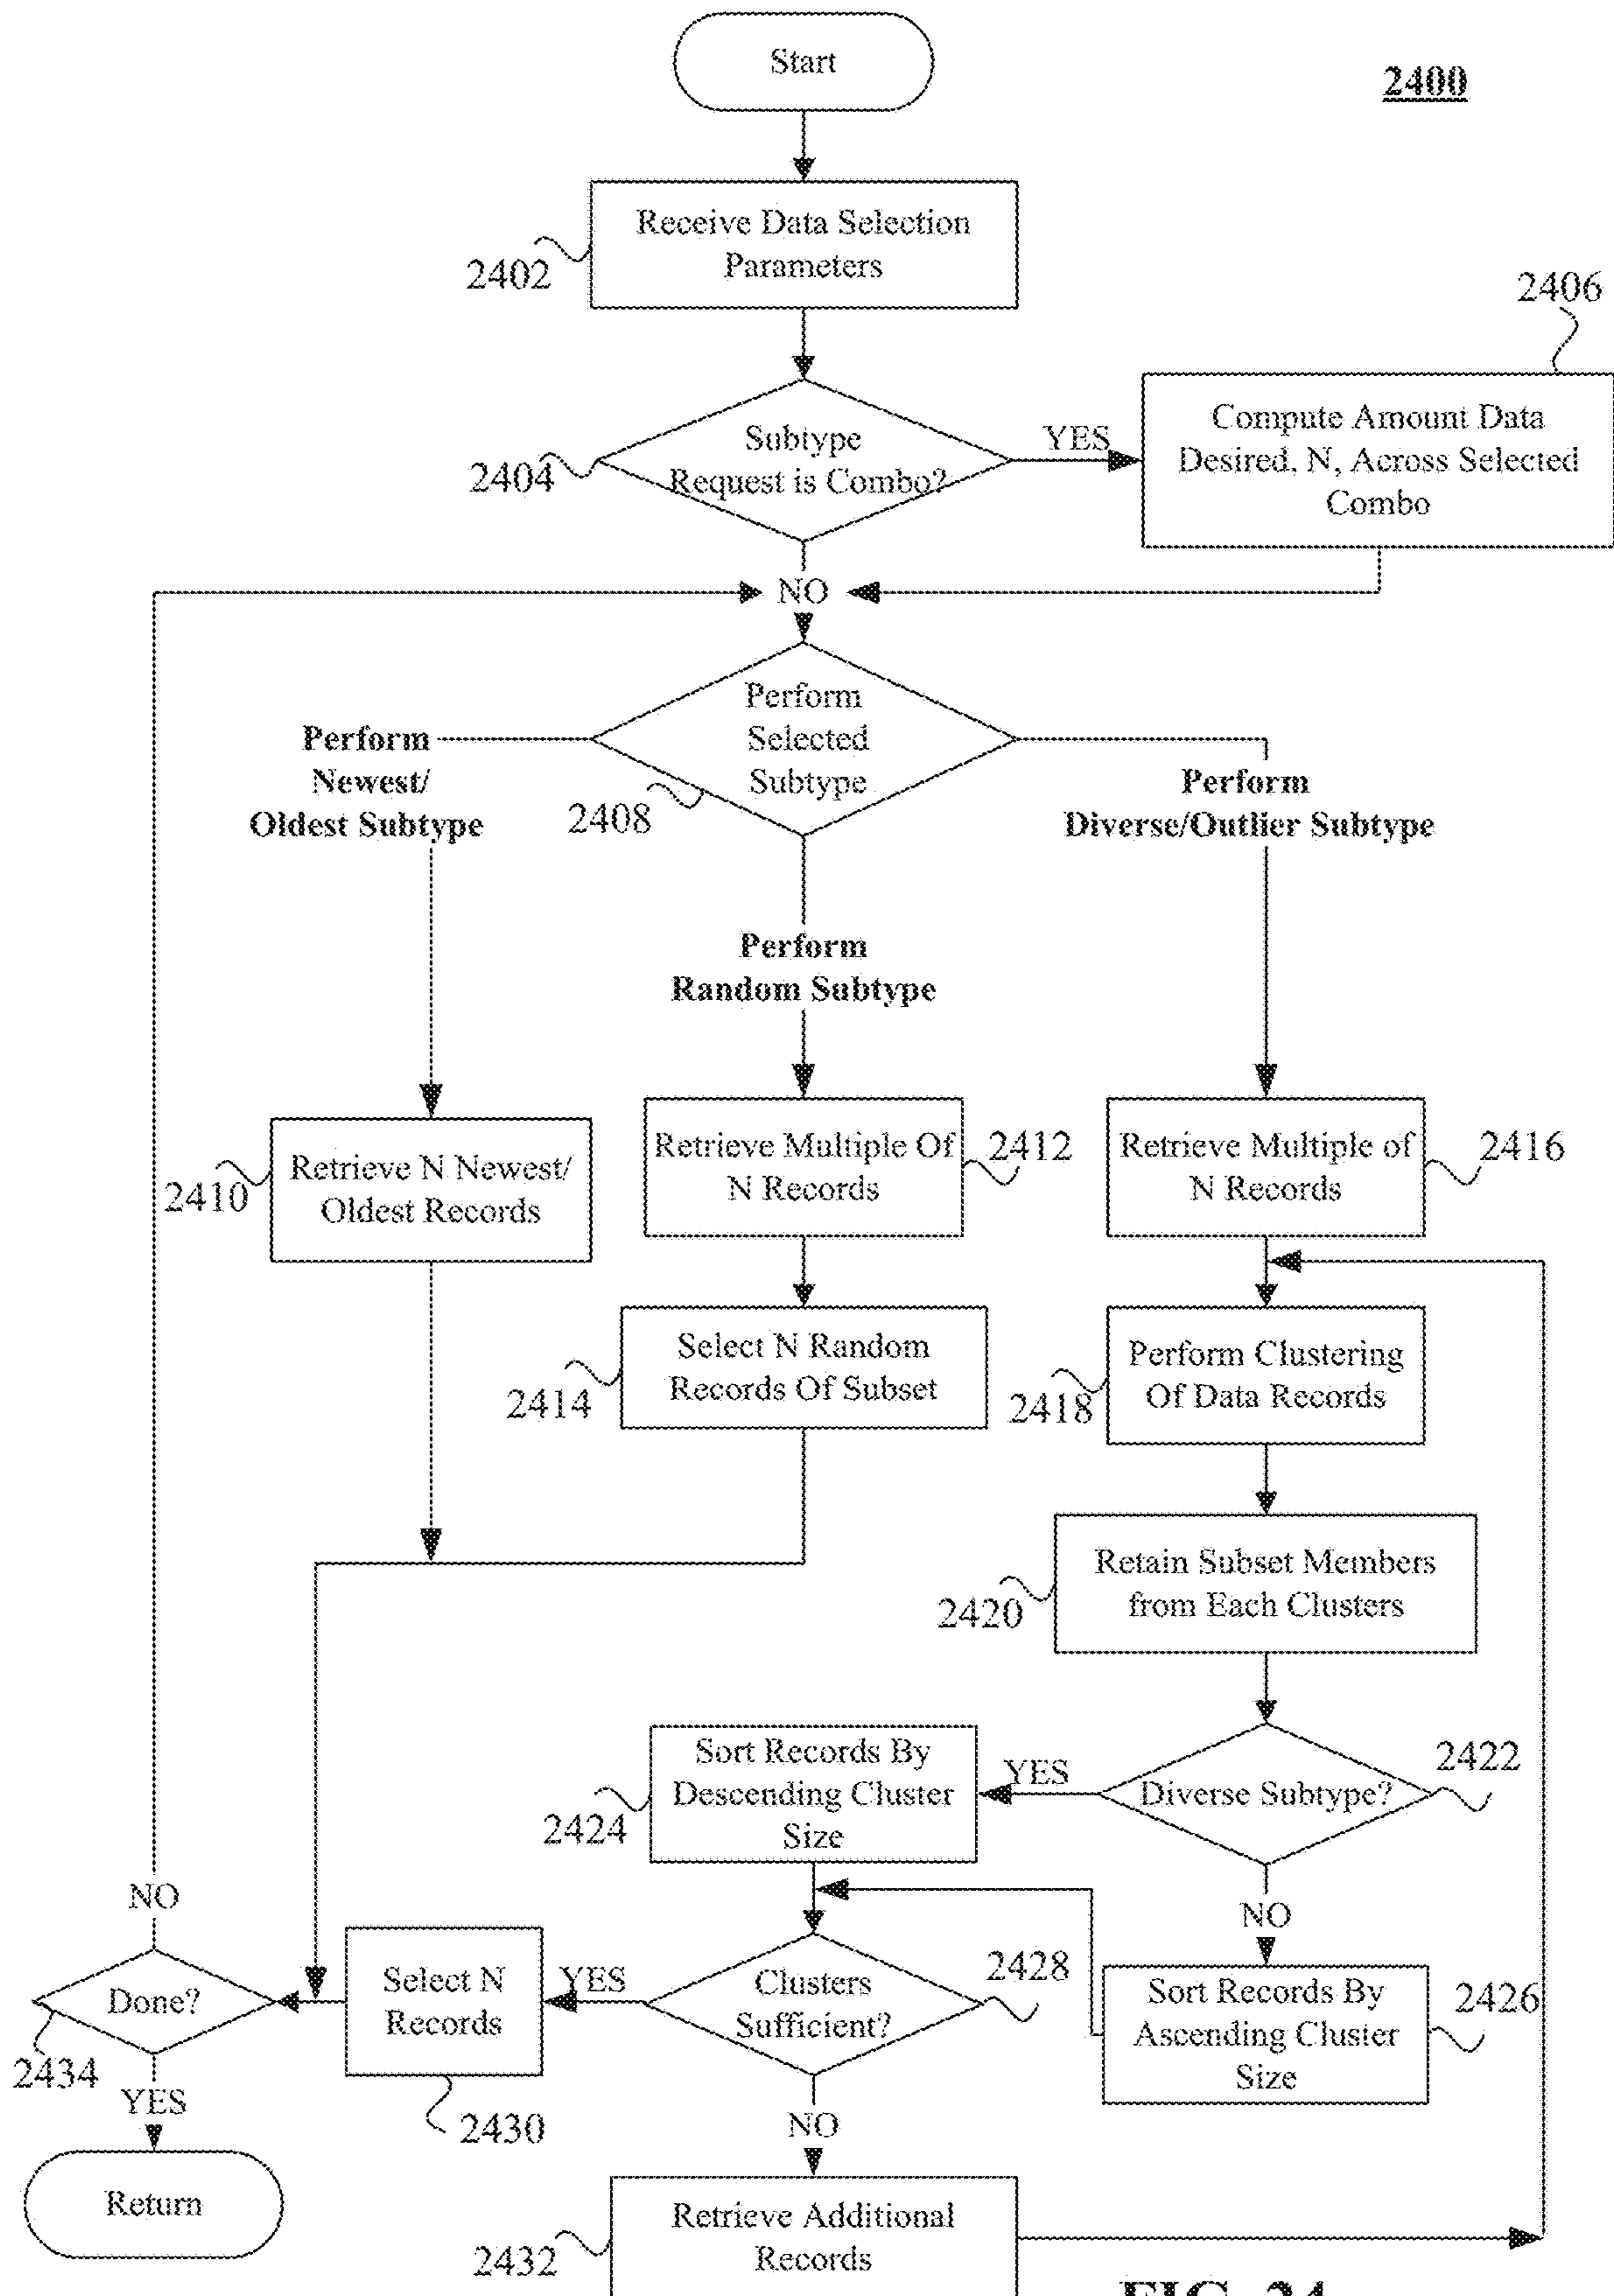 Start
2400
Receive Data Selection
Parameters
2402
2406
Subtype
Request is Combo?
2404
YES
Compute Amount Data
Desired, N, Across Selected
Combo
NO
Perform
Selected
Subtype
2408
Perform
Newest/
Oldest Subtype
Perform
Diverse/Outlier Subtype
Perform
Random Subtype
Retrieve N Newest/
Oldest Records
2410
Retrieve Multiple Of
N Records
2412
Retrieve Multiple of
N Records
2416
Select N Random
Records Of Subset
2414
Perform Clustering
Of Data Records
2418
Retain Subset Members
from Each Clusters
2420
Sort Records By
Descending Cluster
Size
2424
YES
Diverse Subtype?
2422
NO
NO
Done?
2434
Select N
Records
2430
YES
Clusters
Sufficient?
2428
Sort Records By
Ascending Cluster
Size
2426
YES
NO
Return
Retrieve Additional
Records
2432
FIG. 24